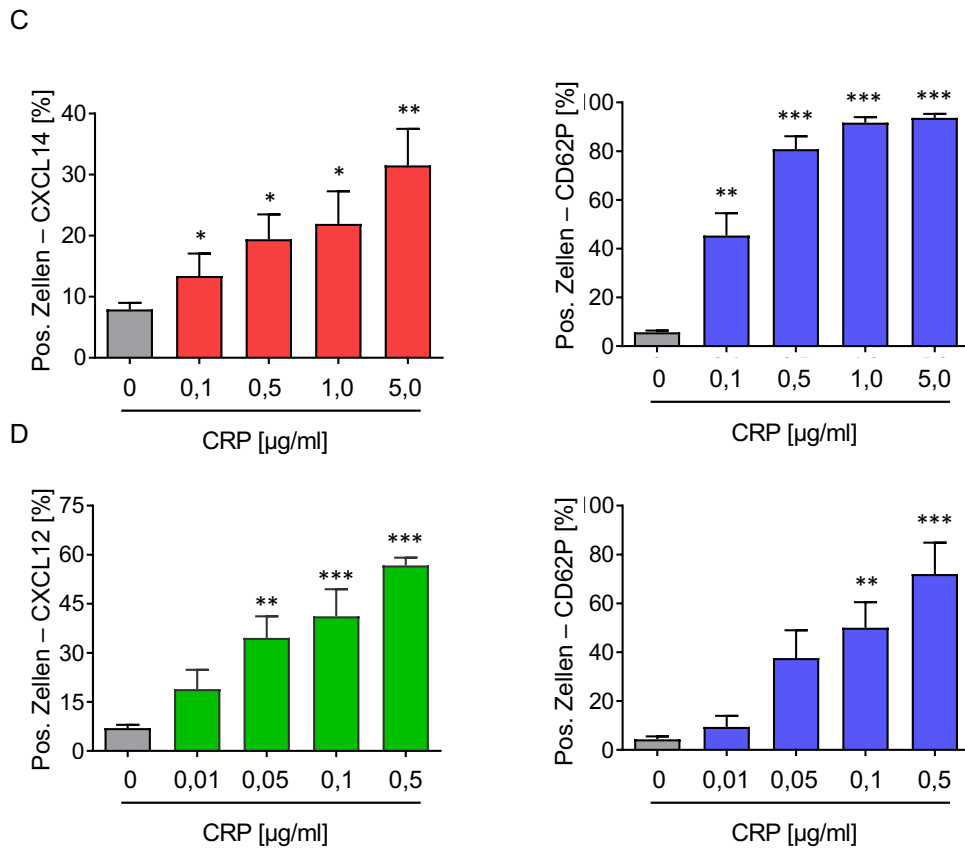 C
Pos. Zellen – CXCL14 [%]
40
30
20
10
0
*
*
*
**
0 0,1 0,5 1,0 5,0
CRP [µg/ml]
Pos. Zellen – CD62P [%]
00
80
60
40
20
0
**
***
***
***
0 0,1 0,5 1,0 5,0
CRP [µg/ml]
D
Pos. Zellen – CXCL12 [%]
75
60
45
30
15
0
**
***
***
0 0,01 0,05 0,1 0,5
CRP [µg/ml]
Pos. Zellen – CD62P [%]
00
80
60
40
20
0
**
***
0 0,01 0,05 0,1 0,5
CRP [µg/ml]